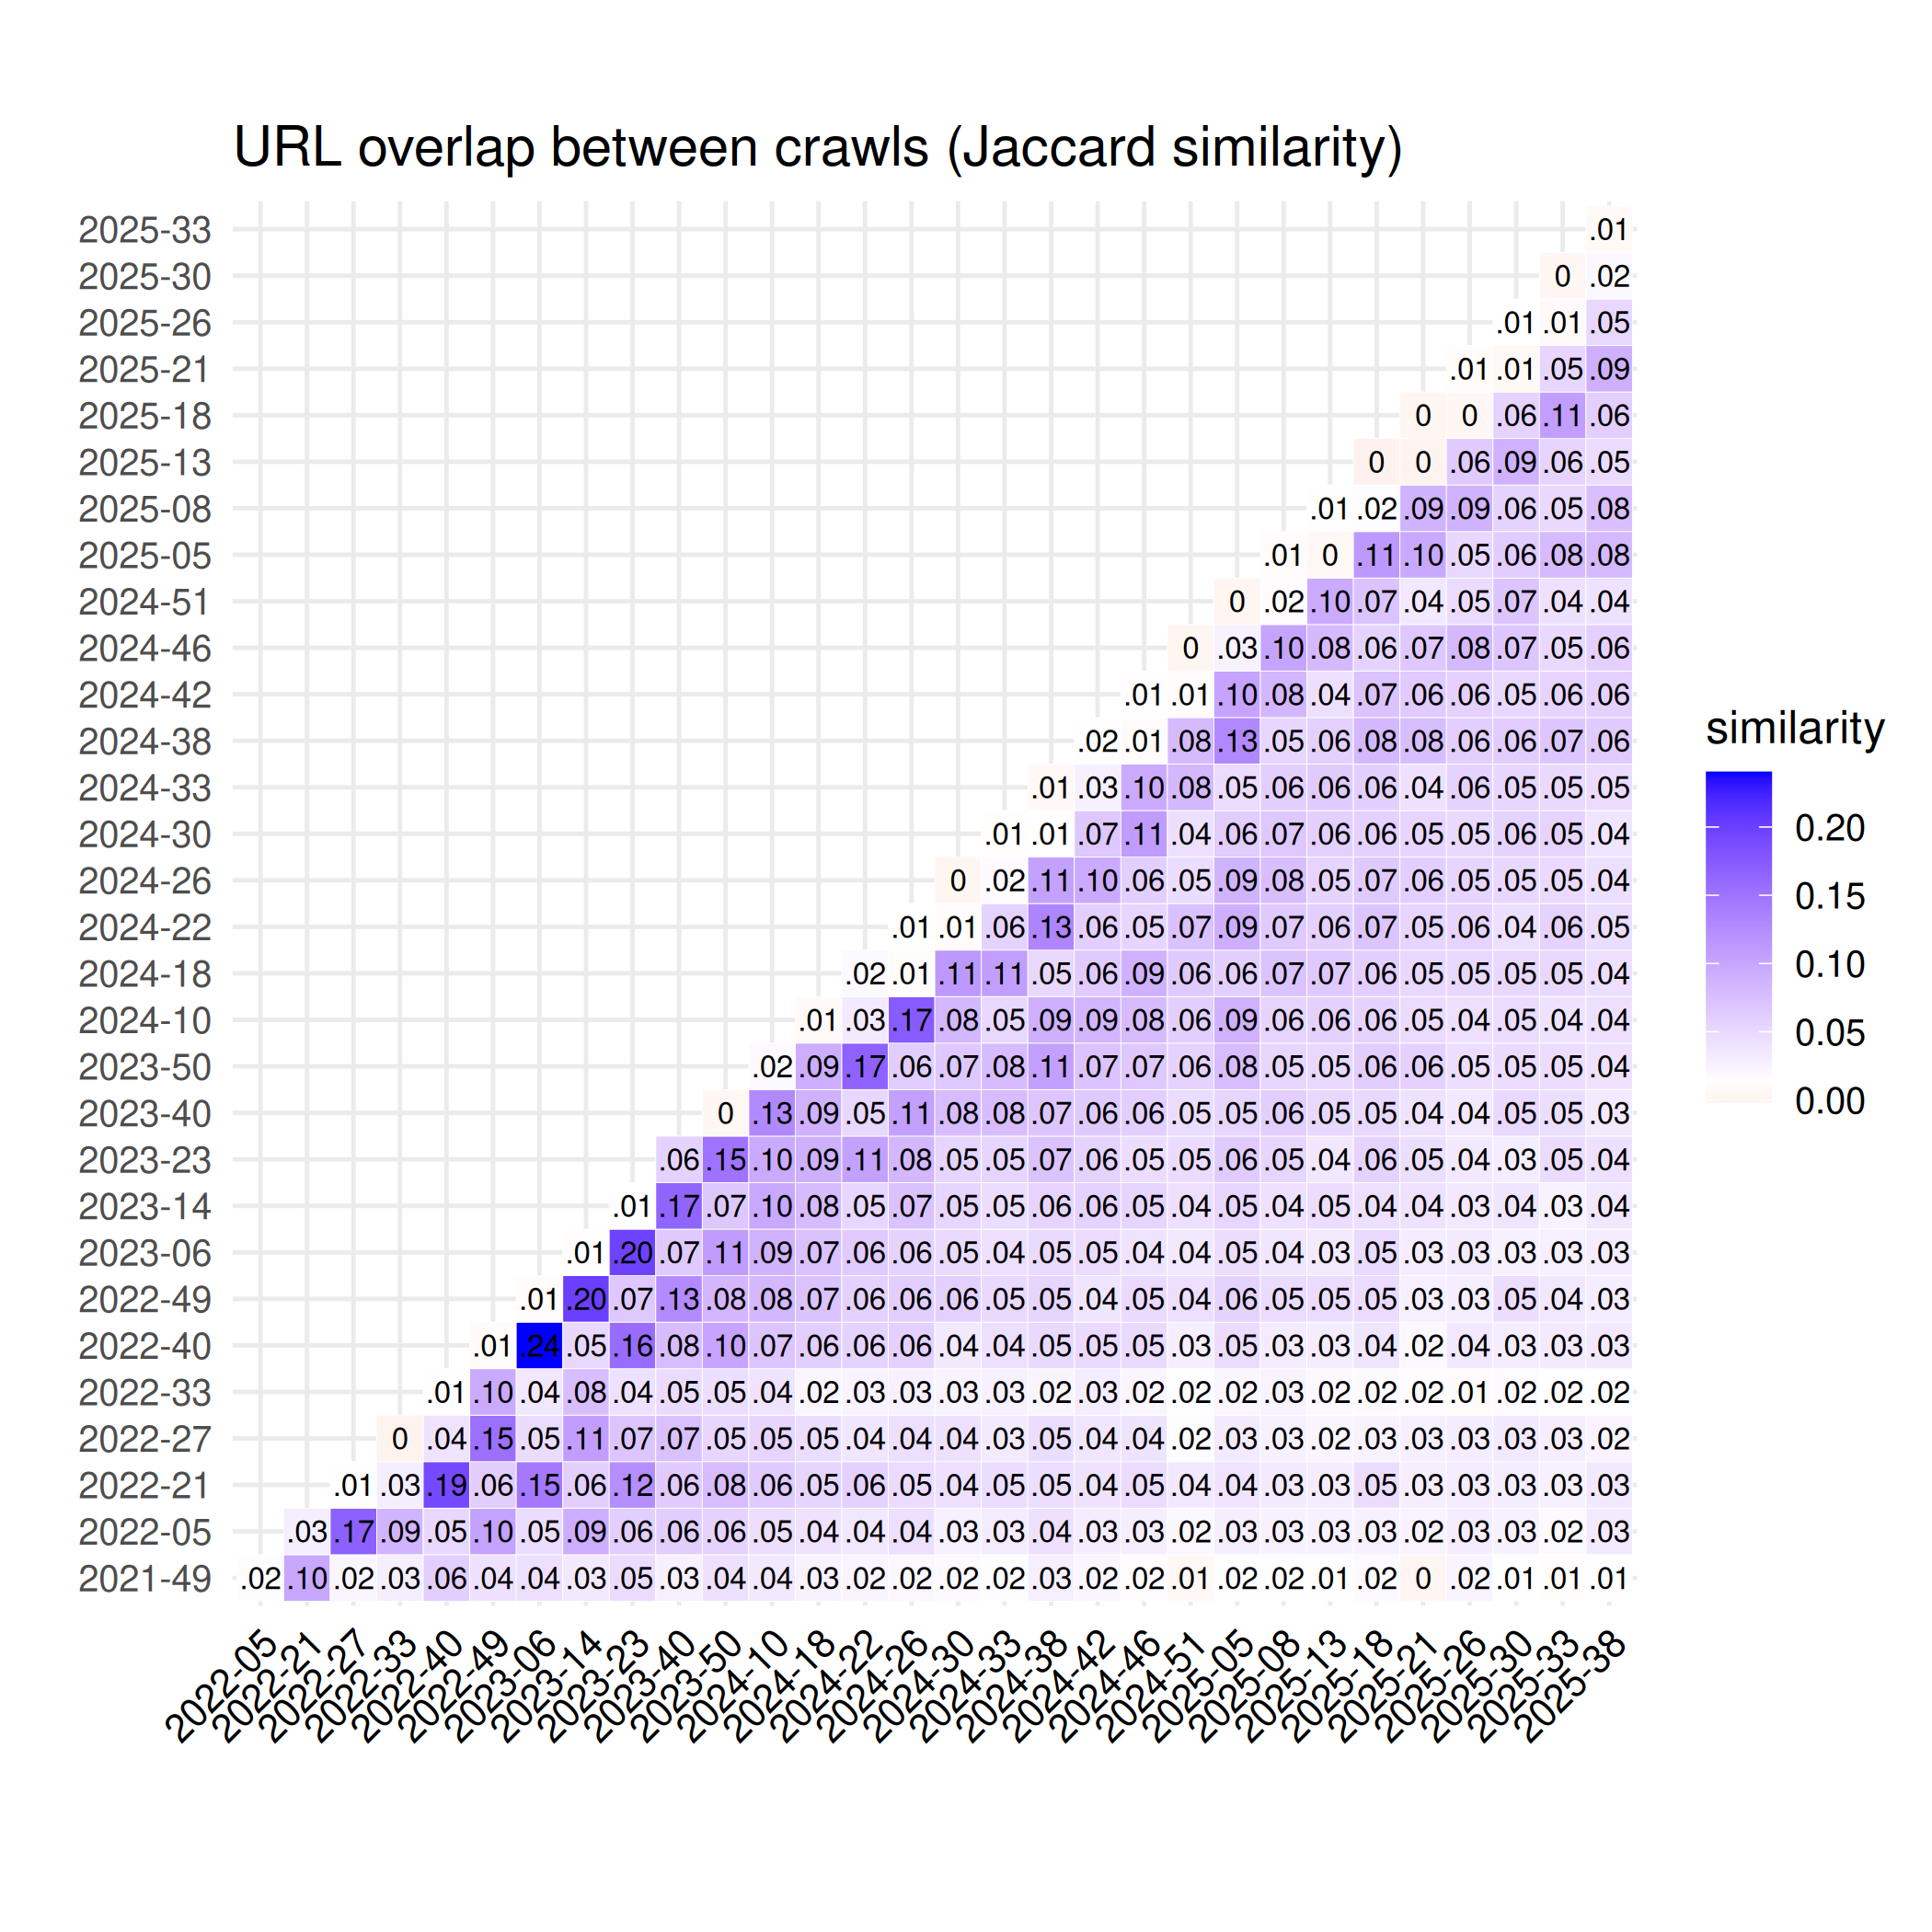 URL overlap between crawls (Jaccard similarity)
2025-33 .01
2025-30 0 .02
2025-26 .01 .01 .05
2025-21 .01 .01 .05 .09
2025-18 0 0 .06 .11 .06
2025-13 0 0 .06 .09 .06 .05
2025-08 .01 .02 .09 .09 .06 .05 .08
2025-05 .01 0 .11 .10 .05 .06 .08 .08
2024-51 0 .02 .10 .07 .04 .05 .07 .04 .04
2024-46 0 .03 .10 .08 .06 .07 .08 .07 .05 .06
2024-42 .01 .01 .10 .08 .04 .07 .06 .06 .05 .06 .06
2024-38 .02 .01 .08 .13 .05 .06 .08 .08 .06 .06 .07 .06
2024-33 .01 .03 .10 .08 .05 .06 .06 .06 .04 .06 .05 .05 .05
2024-30 .01 .01 .07 .11 .04 .06 .07 .06 .06 .05 .05 .06 .05 .04
2024-26 0 .02 .11 .10 .06 .05 .09 .08 .05 .07 .06 .05 .05 .05 .04
2024-22 .01 .01 .06 .13 .06 .05 .07 .09 .07 .06 .07 .05 .06 .04 .06 .05
2024-18 .02 .01 .11 .11 .05 .06 .09 .06 .06 .07 .07 .06 .05 .05 .05 .05 .04
2024-10 .01 .03 .17 .08 .05 .09 .09 .08 .06 .09 .06 .06 .06 .05 .04 .05 .04 .04
2023-50 .02 .09 .17 .06 .07 .08 .11 .07 .07 .06 .08 .05 .05 .06 .06 .05 .05 .05 .04
2023-40 0 .13 .09 .05 .11 .08 .08 .07 .06 .06 .05 .05 .06 .05 .05 .04 .04 .05 .05 .03
2023-23 .06 .15 .10 .09 .11 .08 .05 .05 .07 .06 .05 .05 .06 .05 .04 .06 .05 .04 .03 .05 .04
2023-14 .01 .17 .07 .10 .08 .05 .07 .05 .05 .06 .06 .05 .04 .05 .04 .05 .04 .04 .03 .04 .03 .04
2023-06 .01 .20 .07 .11 .09 .07 .06 .06 .05 .04 .05 .05 .04 .04 .05 .04 .03 .05 .03 .03 .03 .03 .03
2022-49 .01 .20 .07 .13 .08 .08 .07 .06 .06 .06 .05 .05 .04 .05 .04 .06 .05 .05 .05 .03 .03 .05 .04 .03
2022-40 .01 .24 .05 .16 .08 .10 .07 .06 .06 .06 .04 .04 .05 .05 .05 .03 .05 .03 .03 .04 .02 .04 .03 .03 .03
2022-33 .01 .10 .04 .08 .04 .05 .05 .04 .02 .03 .03 .03 .03 .02 .03 .02 .02 .02 .03 .02 .02 .02 .01 .02 .02 .02
2022-27 0 .04 .15 .05 .11 .07 .07 .05 .05 .05 .04 .04 .04 .03 .05 .04 .04 .02 .03 .03 .02 .03 .03 .03 .03 .03 .02
2022-21 .01 .03 .19 .06 .15 .06 .12 .06 .08 .06 .05 .06 .05 .04 .05 .05 .04 .05 .04 .04 .03 .03 .05 .03 .03 .03 .03 .03
2022-05 .03 .17 .09 .05 .10 .05 .09 .06 .06 .06 .05 .04 .04 .04 .03 .03 .04 .03 .03 .02 .03 .03 .03 .03 .02 .03 .03 .02 .03
2021-49 .02 .10 .02 .03 .06 .04 .04 .03 .05 .03 .04 .04 .03 .02 .02 .02 .02 .03 .02 .02 .01 .02 .02 .01 .02 0 .02 .01 .01 .01
2022-05 2022-21 2022-27 2022-33 2022-40 2022-49 2023-06 2023-14 2023-23 2023-40 2023-50 2024-10 2024-18 2024-22 2024-26 2024-30 2024-33 2024-38 2024-42 2024-46 2024-51 2025-05 2025-08 2025-13 2025-18 2025-21 2025-26 2025-30 2025-33 2025-38
similarity
0.20
0.15
0.10
0.05
0.00